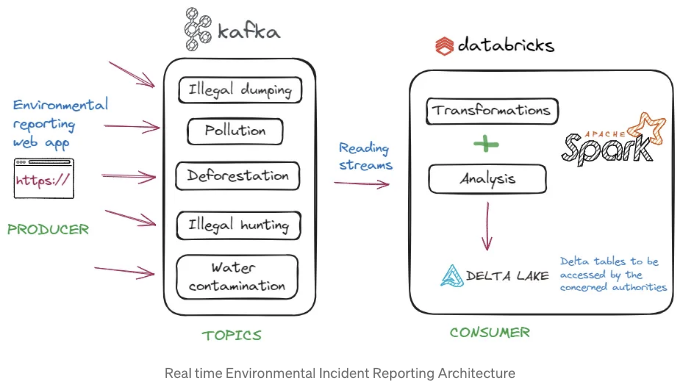 kafka
databricks
Illegal dumping
Pollution
Deforestation
Illegal hunting
Water
contamination
TOPICS
Environmental
reporting
web app
https://
PRODUCER
Reading
streams
Transformations
+
Analysis
APACHE
Spark
DELTA LAKE
Delta tables to be
accessed by the
concerned authorities
CONSUMER
Real time Environmental Incident Reporting Architecture